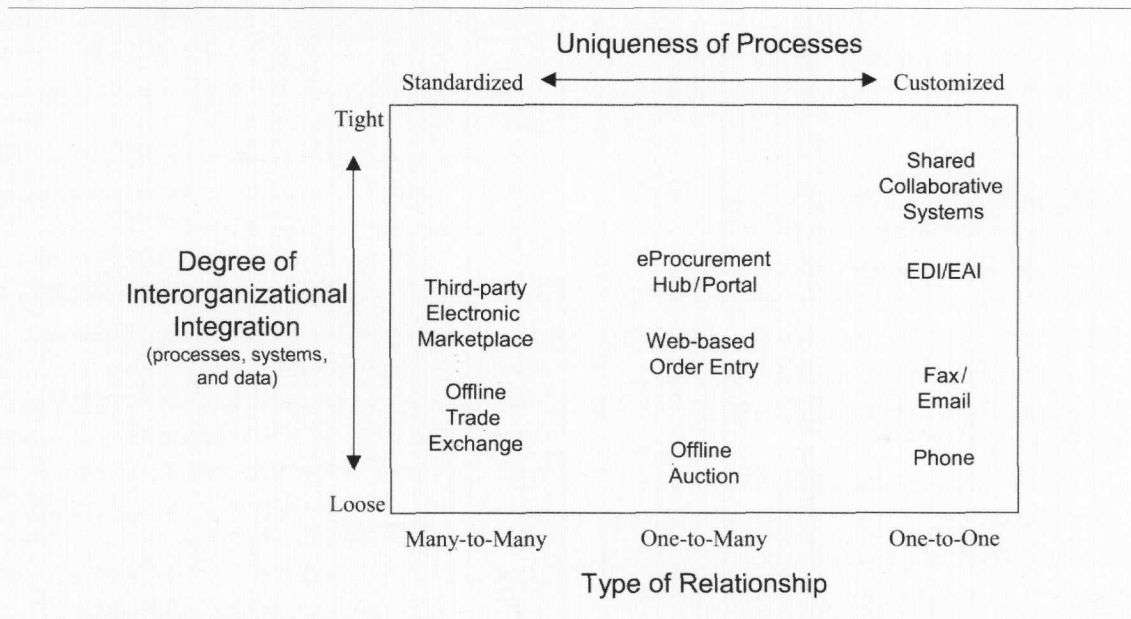 Uniqueness of Processes
Standardized
Customized
Tight
Loose
Degree of
Interorganizational
Integration
(processes, systems,
and data)
Third-party
Electronic
Marketplace
Offline
Trade
Exchange
eProcurement
Hub/Portal
Web-based
Order Entry
Offline
Auction
Shared
Collaborative
Systems
EDI/EAI
Fax/
Email
Phone
Many-to-Many
One-to-Many
One-to-One
Type of Relationship